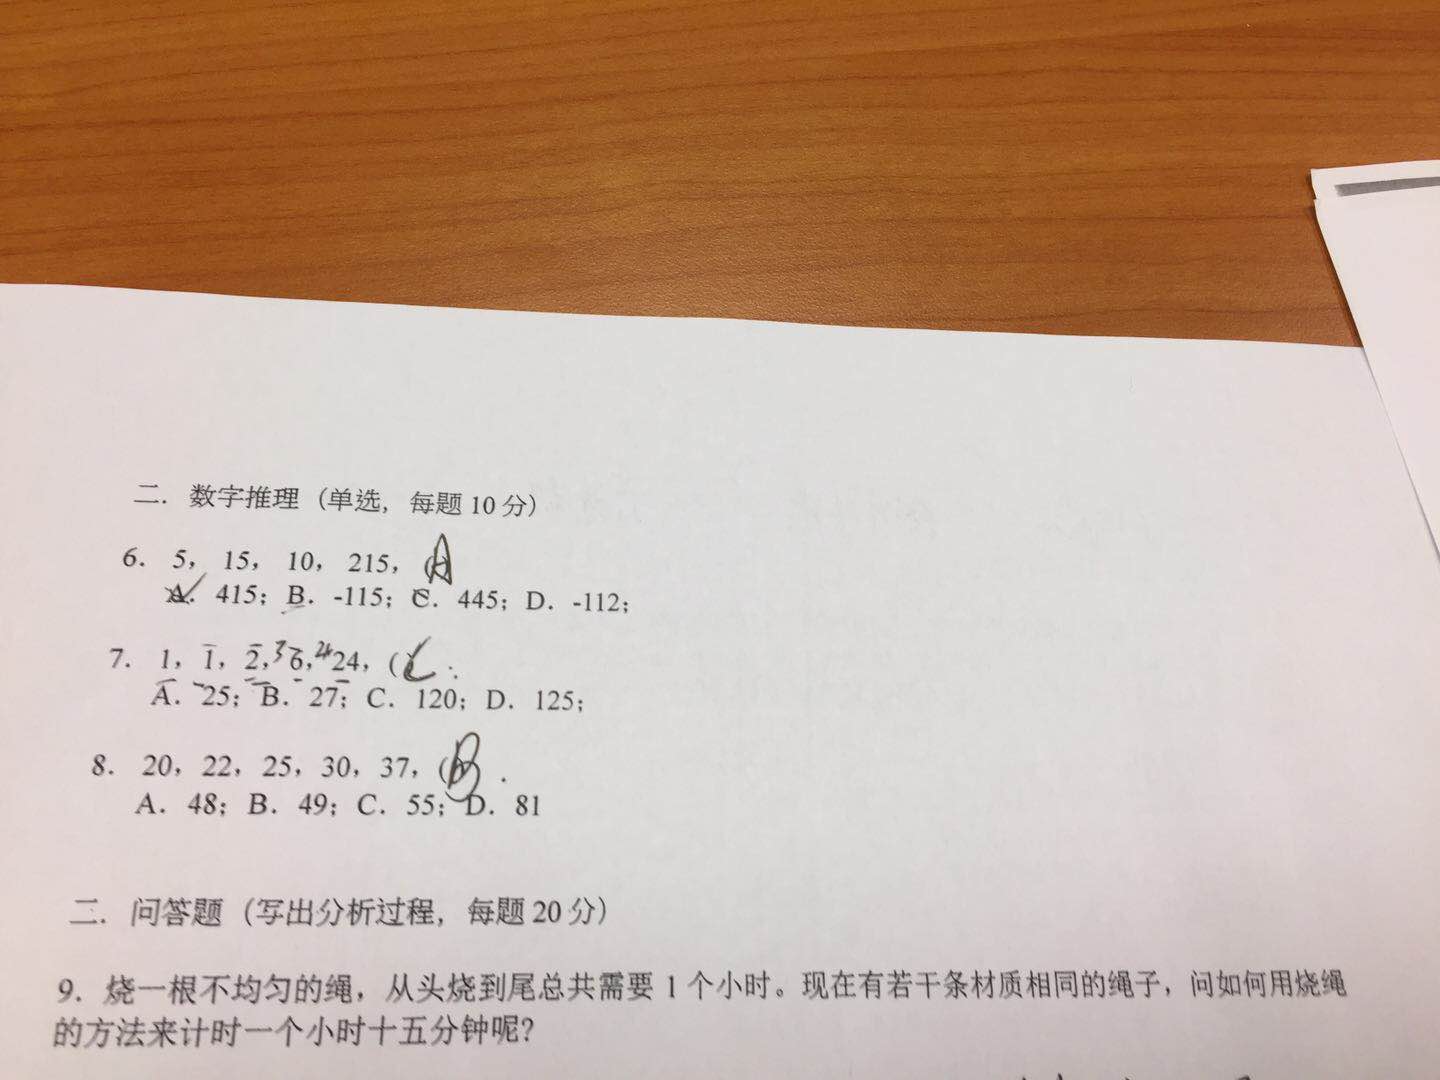 二. 数字推理（单选，每题 10 分）
6. 5， 15， 10， 215，（A）
A. 415；B. -115；C. 445；D. -112；
7. 1，1，2，3 6，4 24，（C）.
A. 25；B. 27；C. 120；D. 125；
8. 20，22，25，30，37，（B）.
A. 48；B. 49；C. 55；D. 81
二. 问答题（写出分析过程，每题 20 分）
9. 烧一根不均匀的绳，从头烧到尾总共需要 1 个小时。现在有若干条材质相同的绳子，问如何用烧绳
的方法来计时一个小时十五分钟呢？